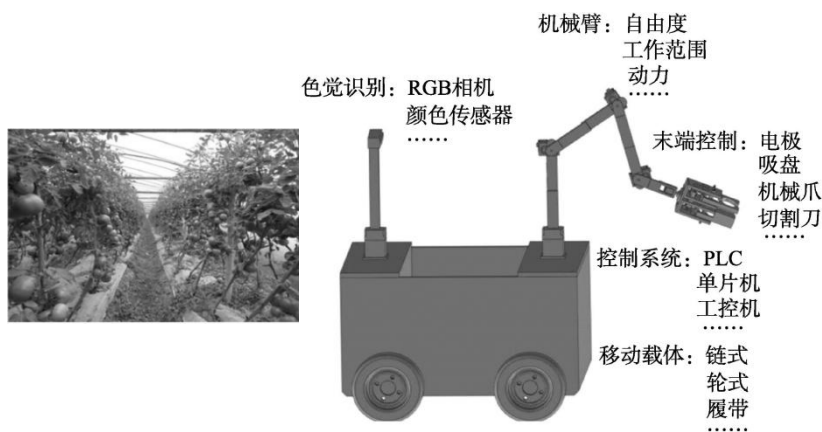 机械臂：自由度
工作范围
动力
……
色觉识别：RGB相机
颜色传感器
……
末端控制：电极
吸盘
机械爪
切割刀
……
控制系统：PLC
单片机
工控机
……
移动载体：链式
轮式
履带
……